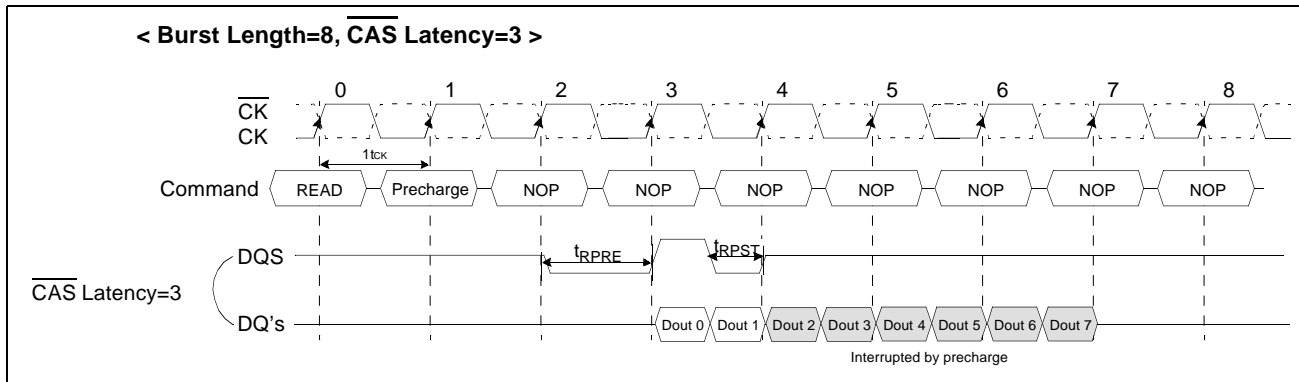 < Burst Length=8, CAS Latency=3 >
0 1 2 3 4 5 6 7 8
CK
CK
1tCK
Command READ Precharge NOP NOP NOP NOP NOP NOP NOP
DQS tRPRE tRPST
CAS Latency=3
DQ's Dout 0 Dout 1 Dout 2 Dout 3 Dout 4 Dout 5 Dout 6 Dout 7
Interrupted by precharge